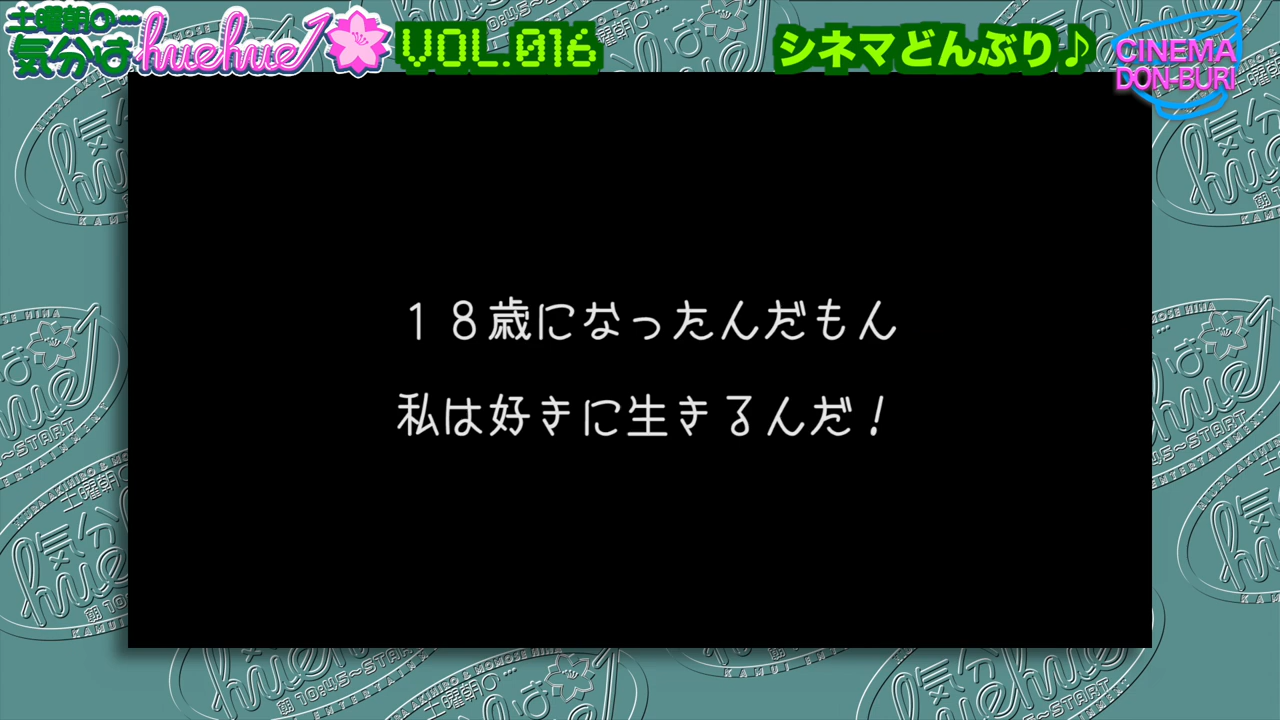 土曜朝の…
気分はhuehue
VOL.016
シネマどんぶり♪
CINEMA
DON-BURI
18歳になったんだもん
私は好きに生きるんだ！